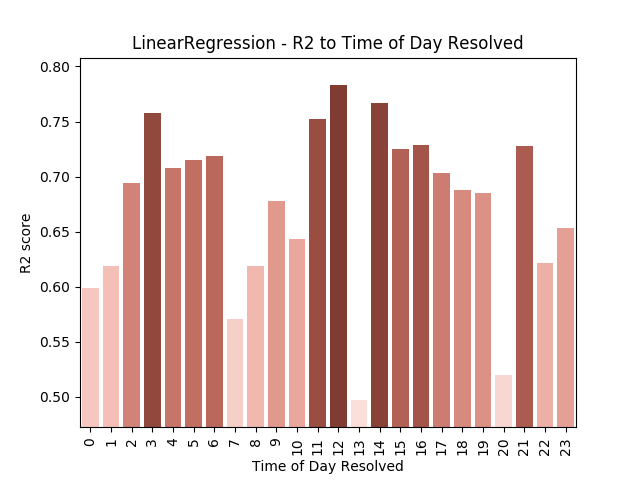 LinearRegression - R2 to Time of Day Resolved
0.80
0.75
0.70
0.65
0.60
0.55
0.50
R2 score
0 1 2 3 4 5 6 7 8 9 10 11 12 13 14 15 16 17 18 19 20 21 22 23
Time of Day Resolved